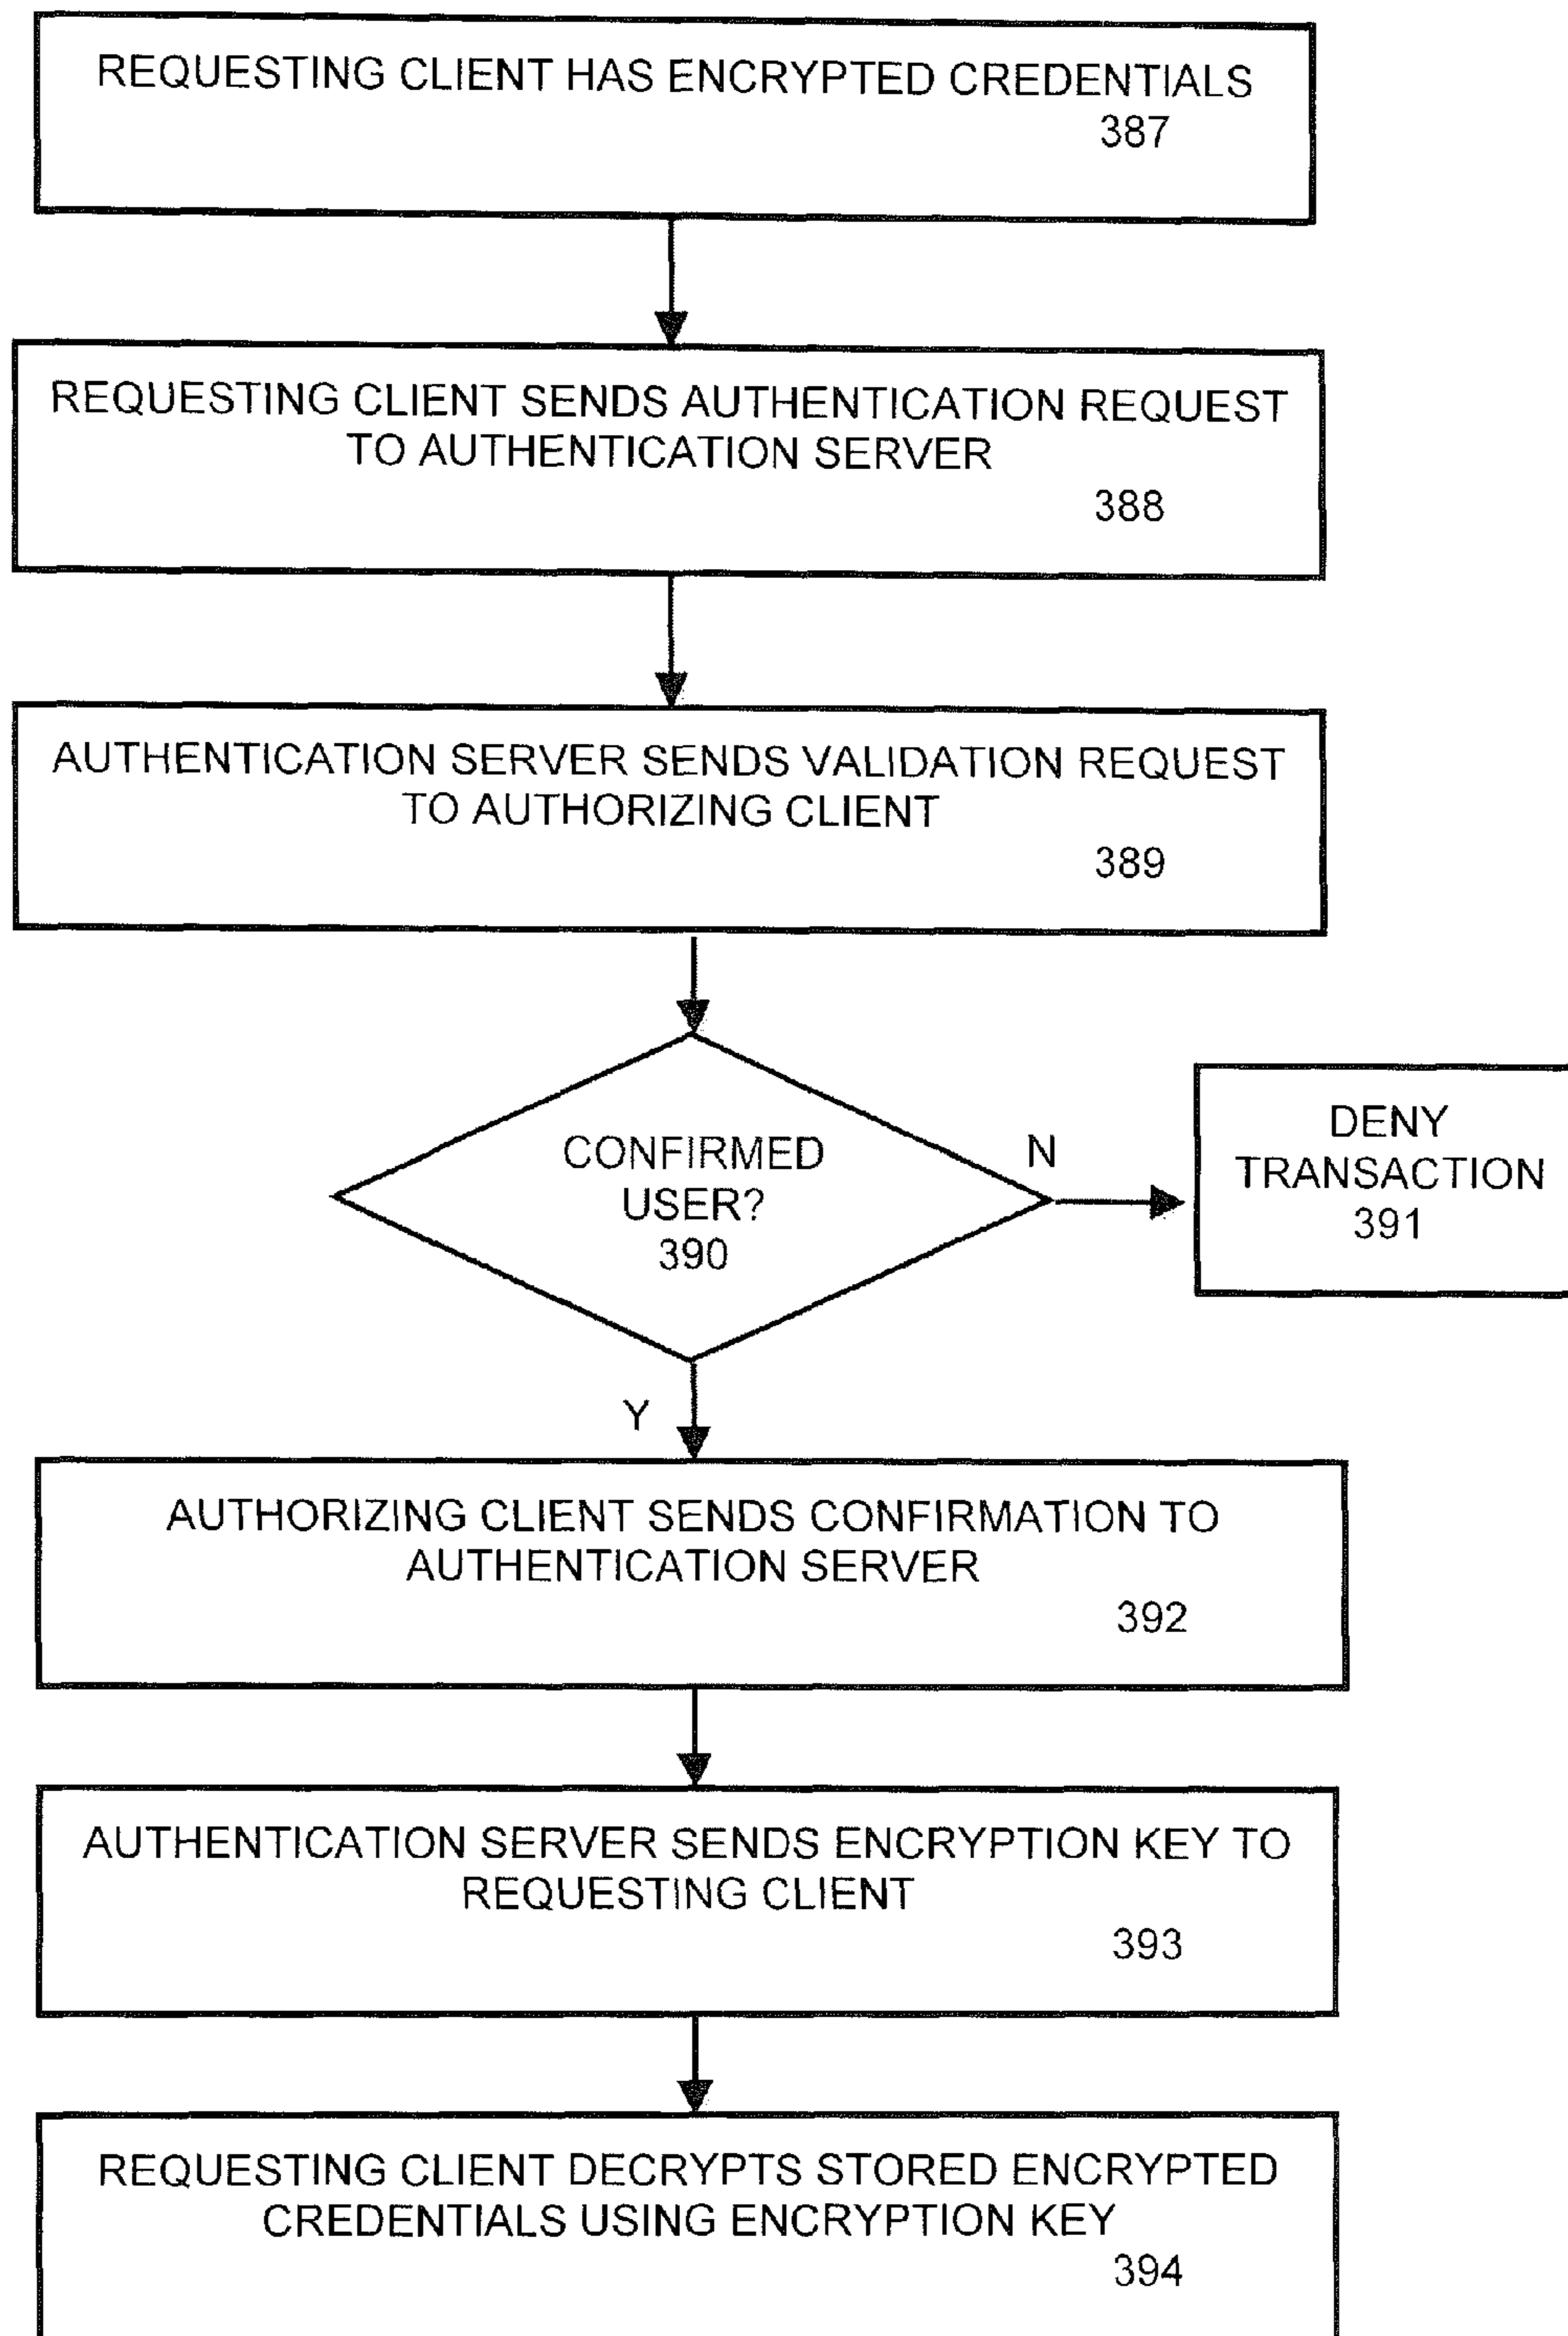 REQUESTING CLIENT HAS ENCRYPTED CREDENTIALS
387
REQUESTING CLIENT SENDS AUTHENTICATION REQUEST
TO AUTHENTICATION SERVER
388
AUTHENTICATION SERVER SENDS VALIDATION REQUEST
TO AUTHORIZING CLIENT
389
CONFIRMED
USER?
390
N
DENY
TRANSACTION
391
Y
AUTHORIZING CLIENT SENDS CONFIRMATION TO
AUTHENTICATION SERVER
392
AUTHENTICATION SERVER SENDS ENCRYPTION KEY TO
REQUESTING CLIENT
393
REQUESTING CLIENT DECRYPTS STORED ENCRYPTED
CREDENTIALS USING ENCRYPTION KEY
394